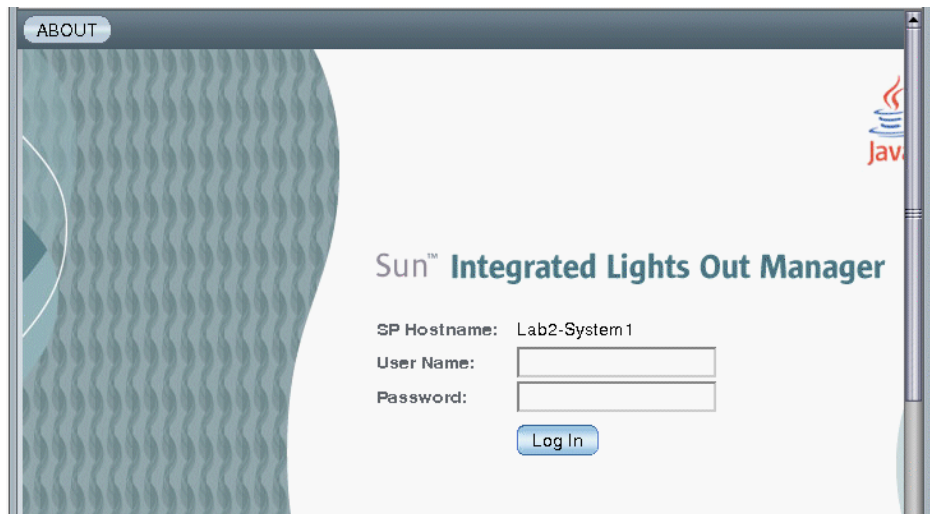 ABOUT
Java
Sun™ Integrated Lights Out Manager
SP Hostname: Lab2-System1
User Name:
Password:
Log In